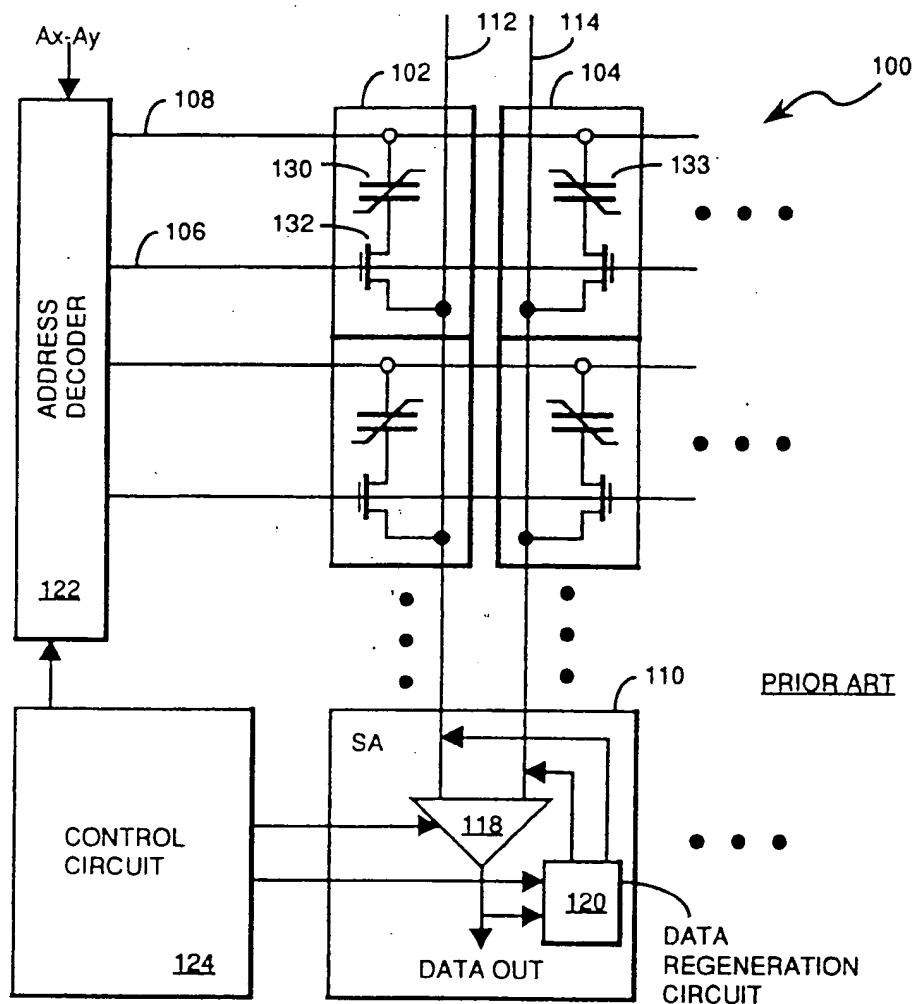 112
114
Ax-Ay
102
104
100
108
130
133
132
106
ADDRESS
DECODER
122
110
PRIOR ART
SA
118
CONTROL
CIRCUIT
120
124
DATA OUT
DATA
REGENERATION
CIRCUIT